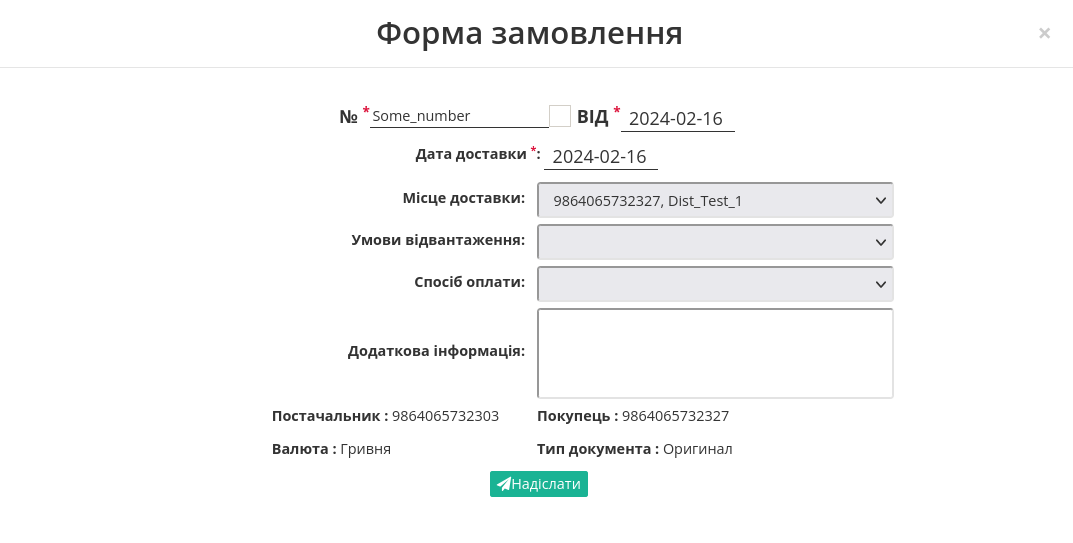 Форма замовлення ×
№ * Some_number ВІД * 2024-02-16
Дата доставки *: 2024-02-16
Місце доставки: 9864065732327, Dist_Test_1
Умови відвантаження:
Спосіб оплати:
Додаткова інформація:
Постачальник : 9864065732303 Покупець : 9864065732327
Валюта : Гривня Тип документа : Оригинал
Надіслати